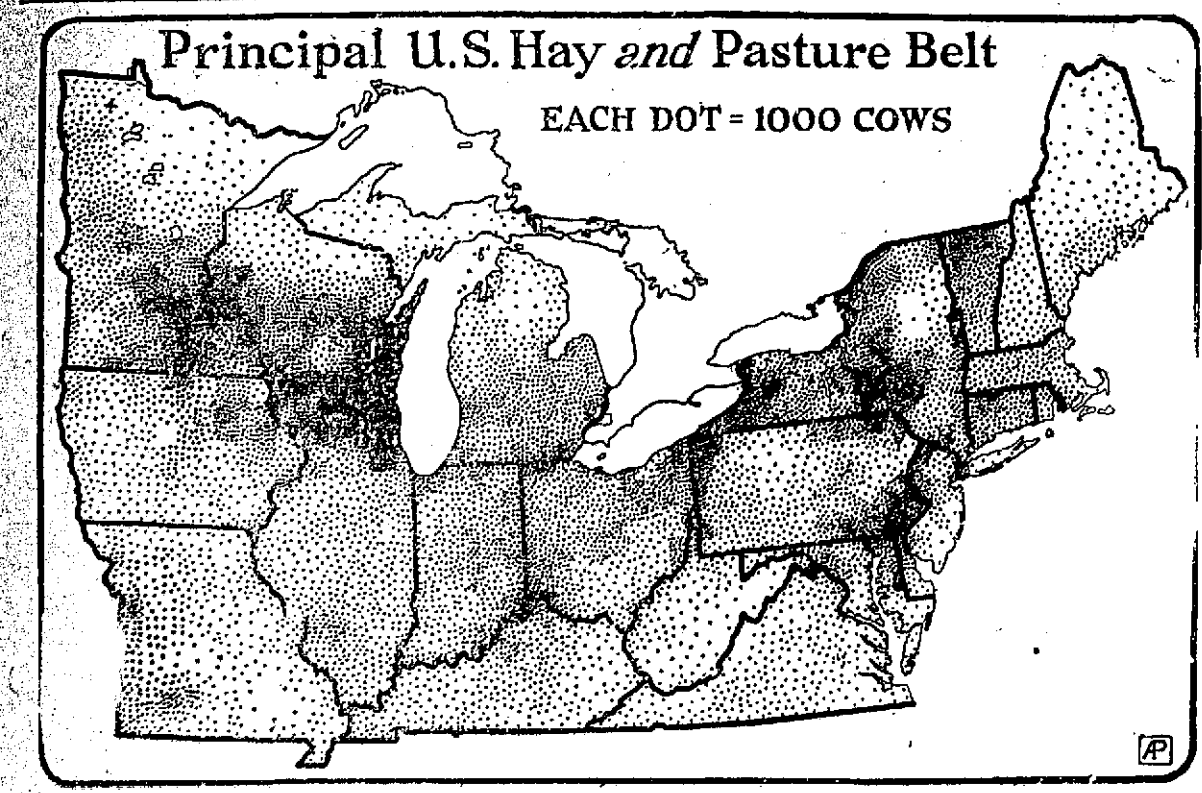 Principal U.S. Hay and Pasture Belt
EACH DOT = 1000 COWS
AP